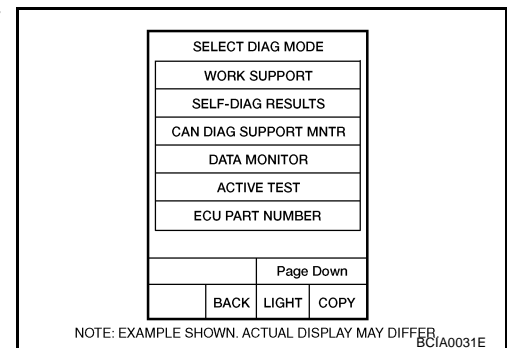 SELECT DIAG MODE
WORK SUPPORT
SELF-DIAG RESULTS
CAN DIAG SUPPORT MNTR
DATA MONITOR
ACTIVE TEST
ECU PART NUMBER
Page Down
BACK LIGHT COPY
NOTE: EXAMPLE SHOWN. ACTUAL DISPLAY MAY DIFFER.
BCIA0031E